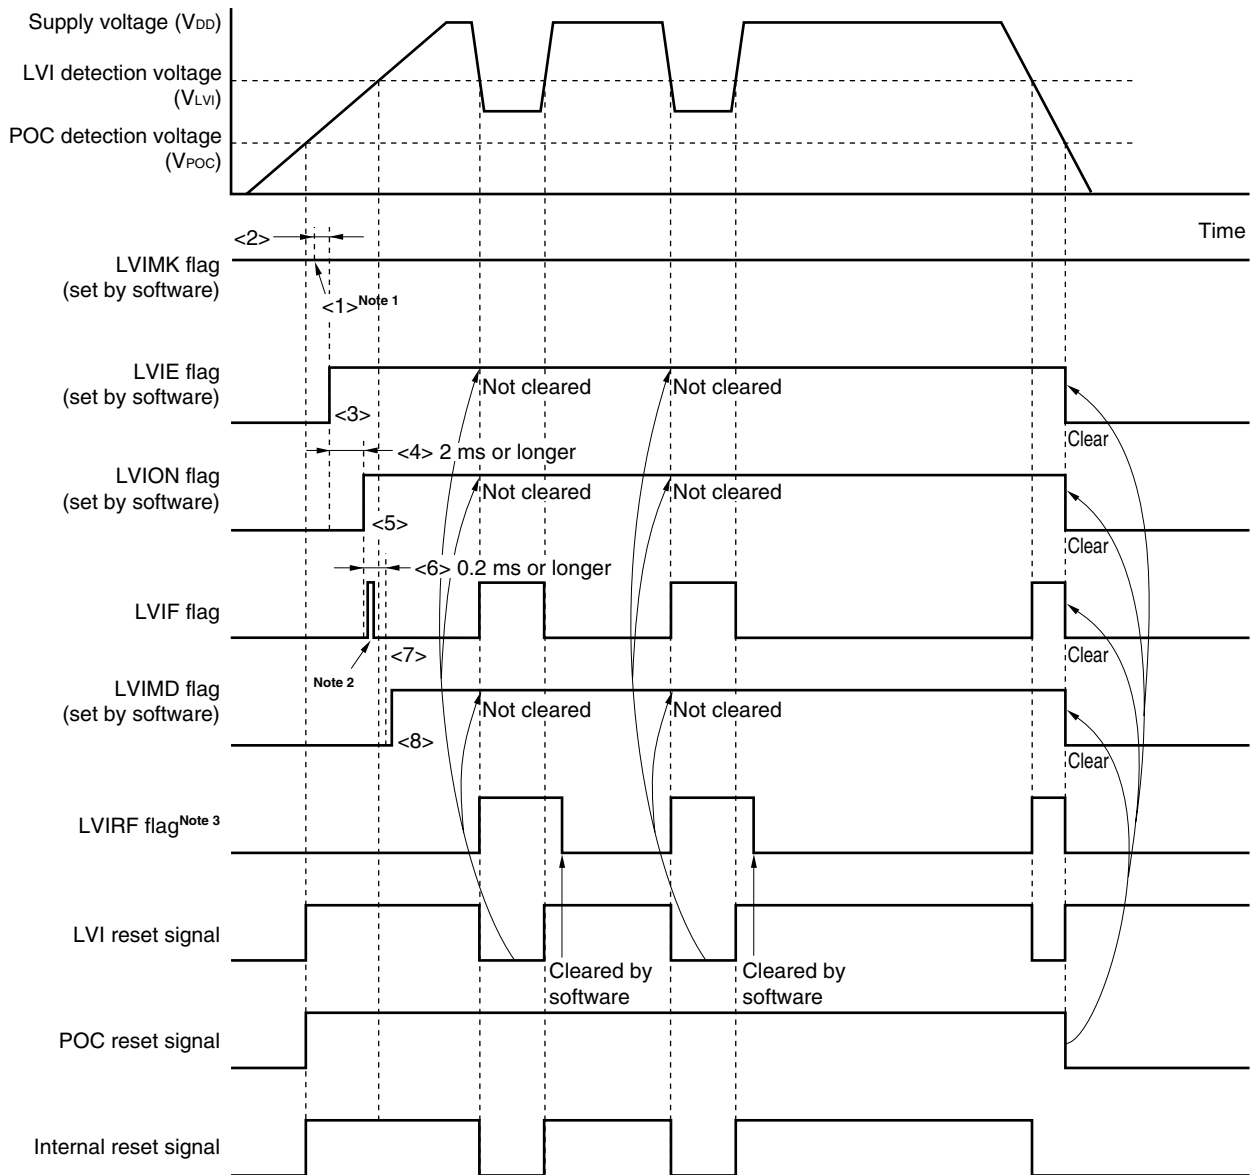 Supply voltage (VDD)
LVI detection voltage
(VLVI)
POC detection voltage
(VPOC)
Time
<2>
LVIMK flag
(set by software)
<1>Note 1
LVIE flag
(set by software)
Not cleared
Not cleared
<3>
Clear
<4> 2 ms or longer
LVION flag
(set by software)
Not cleared
Not cleared
<5>
Clear
<6> 0.2 ms or longer
LVIF flag
Note 2
<7>
Clear
LVIMD flag
(set by software)
Not cleared
Not cleared
<8>
Clear
LVIRF flagNote 3
LVI reset signal
Cleared by
software
Cleared by
software
POC reset signal
Internal reset signal